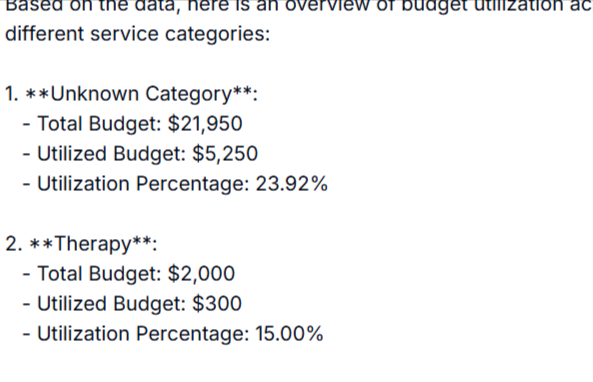 Based on the data, here is an overview of budget utilization ac
different service categories:
1. **Unknown Category**:
- Total Budget: $21,950
- Utilized Budget: $5,250
- Utilization Percentage: 23.92%
2. **Therapy**:
- Total Budget: $2,000
- Utilized Budget: $300
- Utilization Percentage: 15.00%